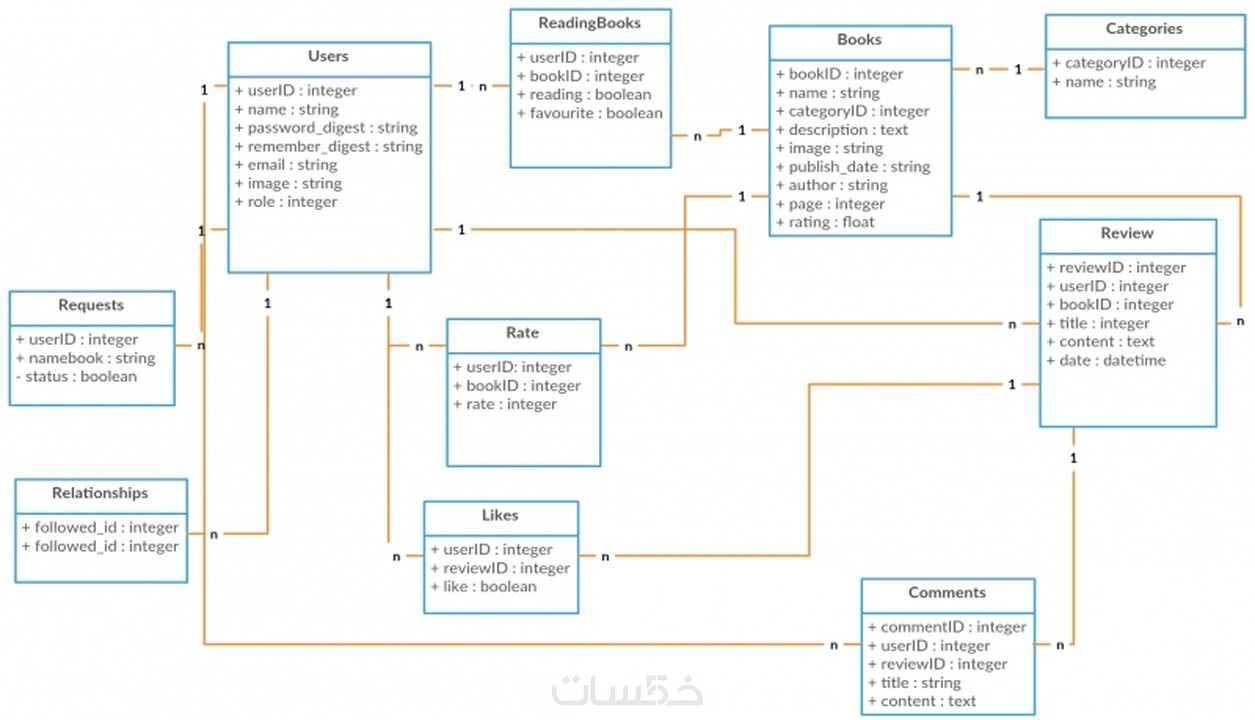 Users
+ userID : integer
+ name : string
+ password_digest : string
+ remember_digest : string
+ email : string
+ image : string
+ role : integer
ReadingBooks
+ userID : integer
+ bookID : integer
+ reading : boolean
+ favourite : boolean
Books
+ bookID : integer
+ name : string
+ categoryID : integer
+ description : text
+ image : string
+ publish_date : string
+ author : string
+ page : integer
+ rating : float
Categories
+ categoryID : integer
+ name : string
1
1 n
n 1
n 1
1
1
1
1
1
1
Requests
+ userID : integer
+ namebook : string
- status : boolean
n
Rate
+ userID: integer
+ bookID : integer
+ rate : integer
n
n
Review
+ reviewID : integer
+ userID : integer
+ bookID : integer
+ title : integer
+ content : text
+ date : datetime
n
n
1
1
Relationships
+ followed_id : integer
+ followed_id : integer
n
Likes
+ userID : integer
+ reviewID : integer
+ like : boolean
n
n
Comments
+ commentID : integer
+ userID : integer
+ reviewID : integer
+ title : string
+ content : text
n
n
خمسات